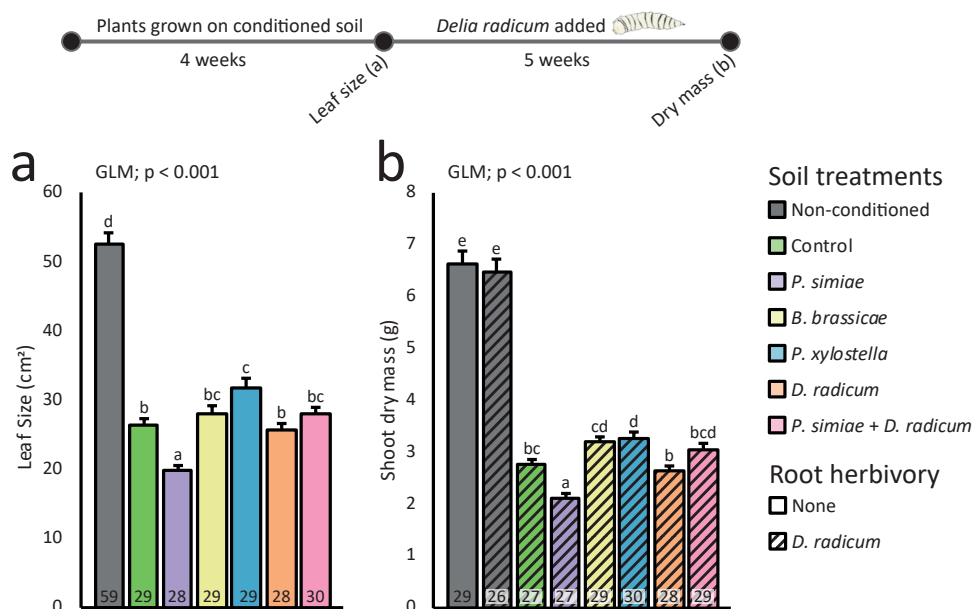 Plants grown on conditioned soil
Delia radicum added
4 weeks
5 weeks
Leaf size (a)
Dry mass (b)
a
GLM; p < 0.001
60
50
40
30
20
10
0
Leaf Size (cm²)
d
b
a
bc
c
b
bc
59
29
28
29
29
28
30
b
GLM; p < 0.001
8
7
6
5
4
3
2
1
0
Shoot dry mass (g)
e
e
bc
a
cd
d
b
bcd
29
26
27
27
29
30
28
29
Soil treatments
Non-conditioned
Control
P. simiae
B. brassicae
P. xylostella
D. radicum
P. simiae + D. radicum
Root herbivory
None
D. radicum